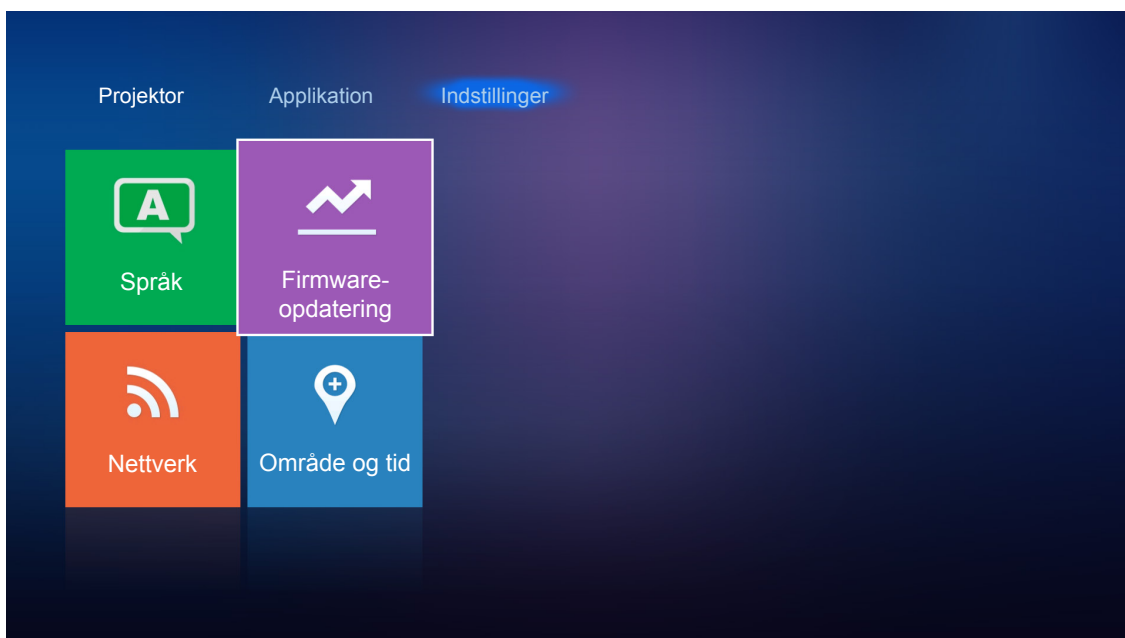 Projektor
Applikation
Indstillinger
A
Språk
Firmware-
opdatering
Nettverk
Område og tid